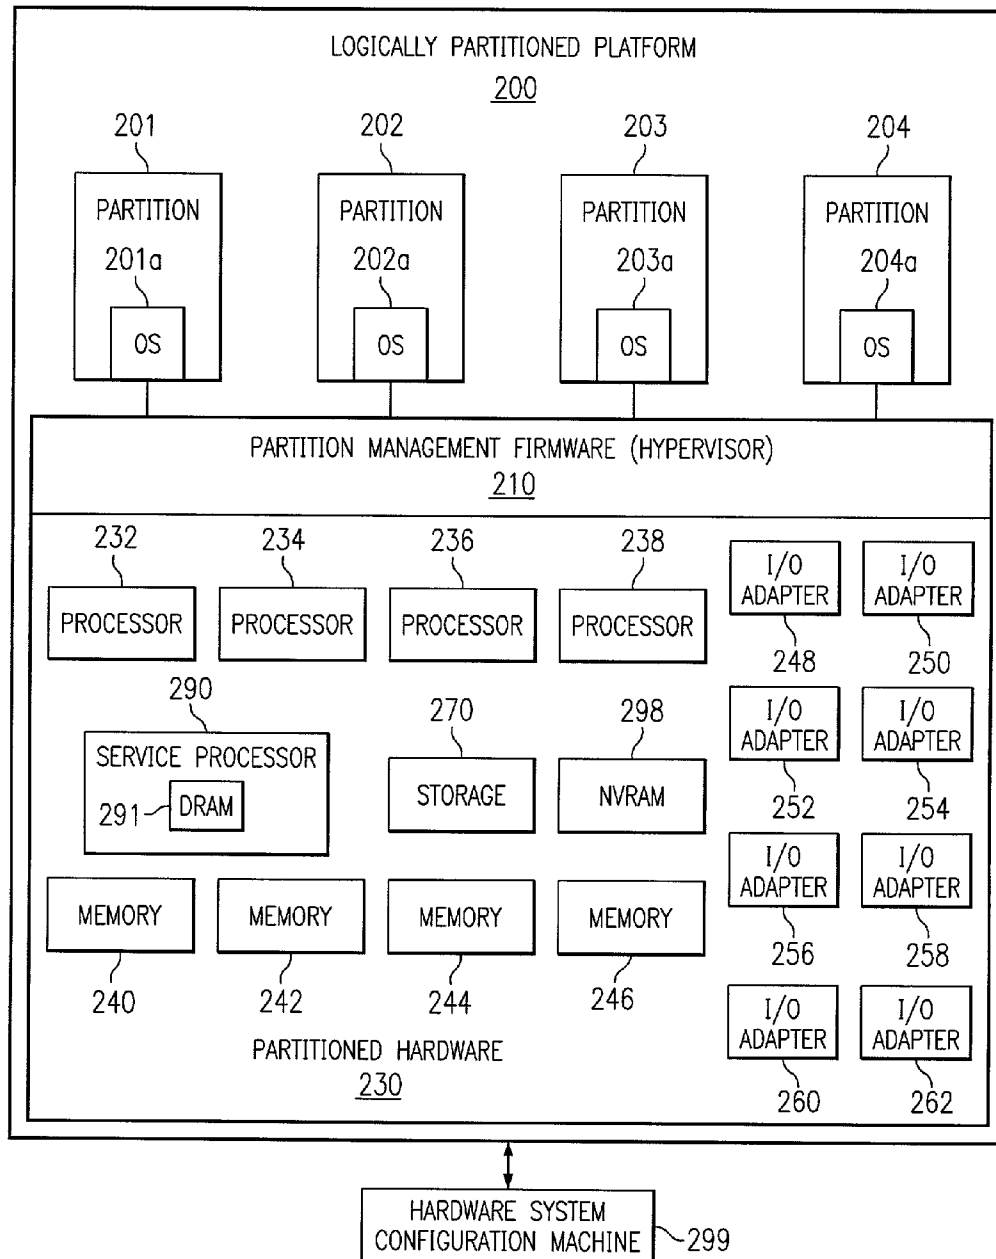 LOGICALLY PARTITIONED PLATFORM
200
201 202 203 204
PARTITION PARTITION PARTITION PARTITION
201a 202a 203a 204a
OS OS OS OS
PARTITION MANAGEMENT FIRMWARE (HYPERVISOR)
210
232 234 236 238
PROCESSOR PROCESSOR PROCESSOR PROCESSOR
I/O ADAPTER I/O ADAPTER
248 250
290 270 298
SERVICE PROCESSOR
291 DRAM
STORAGE NVRAM
I/O ADAPTER I/O ADAPTER
252 254
MEMORY MEMORY MEMORY MEMORY
240 242 244 246
I/O ADAPTER I/O ADAPTER
256 258
I/O ADAPTER I/O ADAPTER
260 262
PARTITIONED HARDWARE
230
HARDWARE SYSTEM
CONFIGURATION MACHINE
299